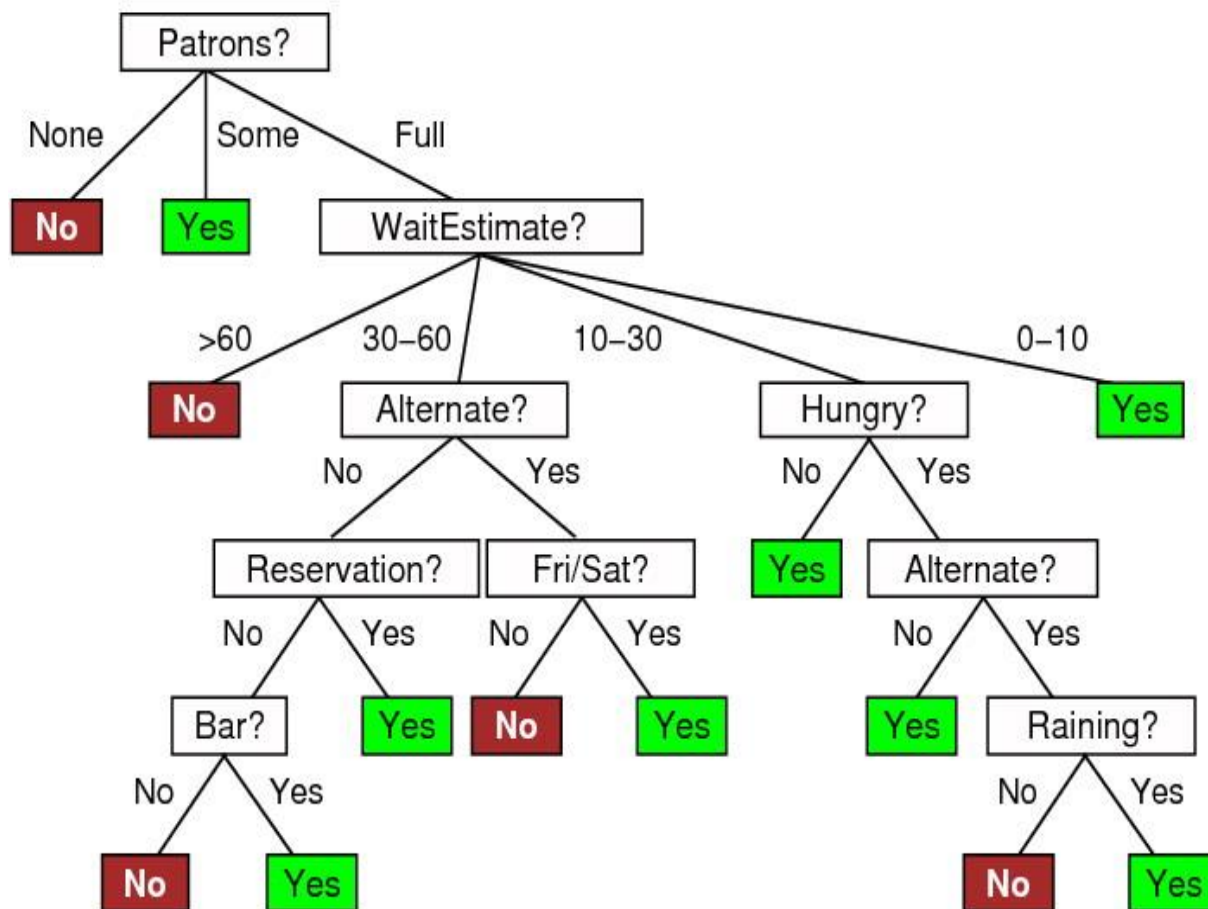 Patrons?
None Some Full
No Yes WaitEstimate?
>60 30–60 10–30 0–10
No Alternate? Hungry? Yes
No Yes No Yes
Reservation? Fri/Sat? Yes Alternate?
No Yes No Yes No Yes
Bar? Yes No Yes Yes Raining?
No Yes No Yes
No Yes No Yes